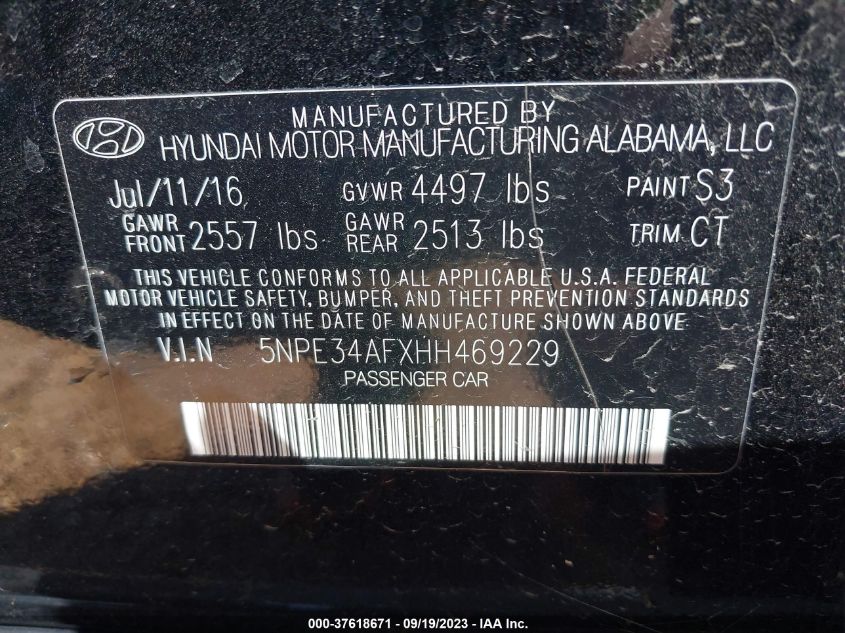 MANUFACTURED BY
HYUNDAI MOTOR MANUFACTURING ALABAMA, LLC
Jul/11/16 GVWR 4497 lbs PAINT S3
GAWR FRONT 2557 lbs GAWR REAR 2513 lbs TRIM CT
THIS VEHICLE CONFORMS TO ALL APPLICABLE U.S.A. FEDERAL
MOTOR VEHICLE SAFETY, BUMPER, AND THEFT PREVENTION STANDARDS
IN EFFECT ON THE DATE OF MANUFACTURE SHOWN ABOVE
V.I.N 5NPE34AFXHH469229
PASSENGER CAR
000-37618671 - 09/19/2023 - IAA Inc.